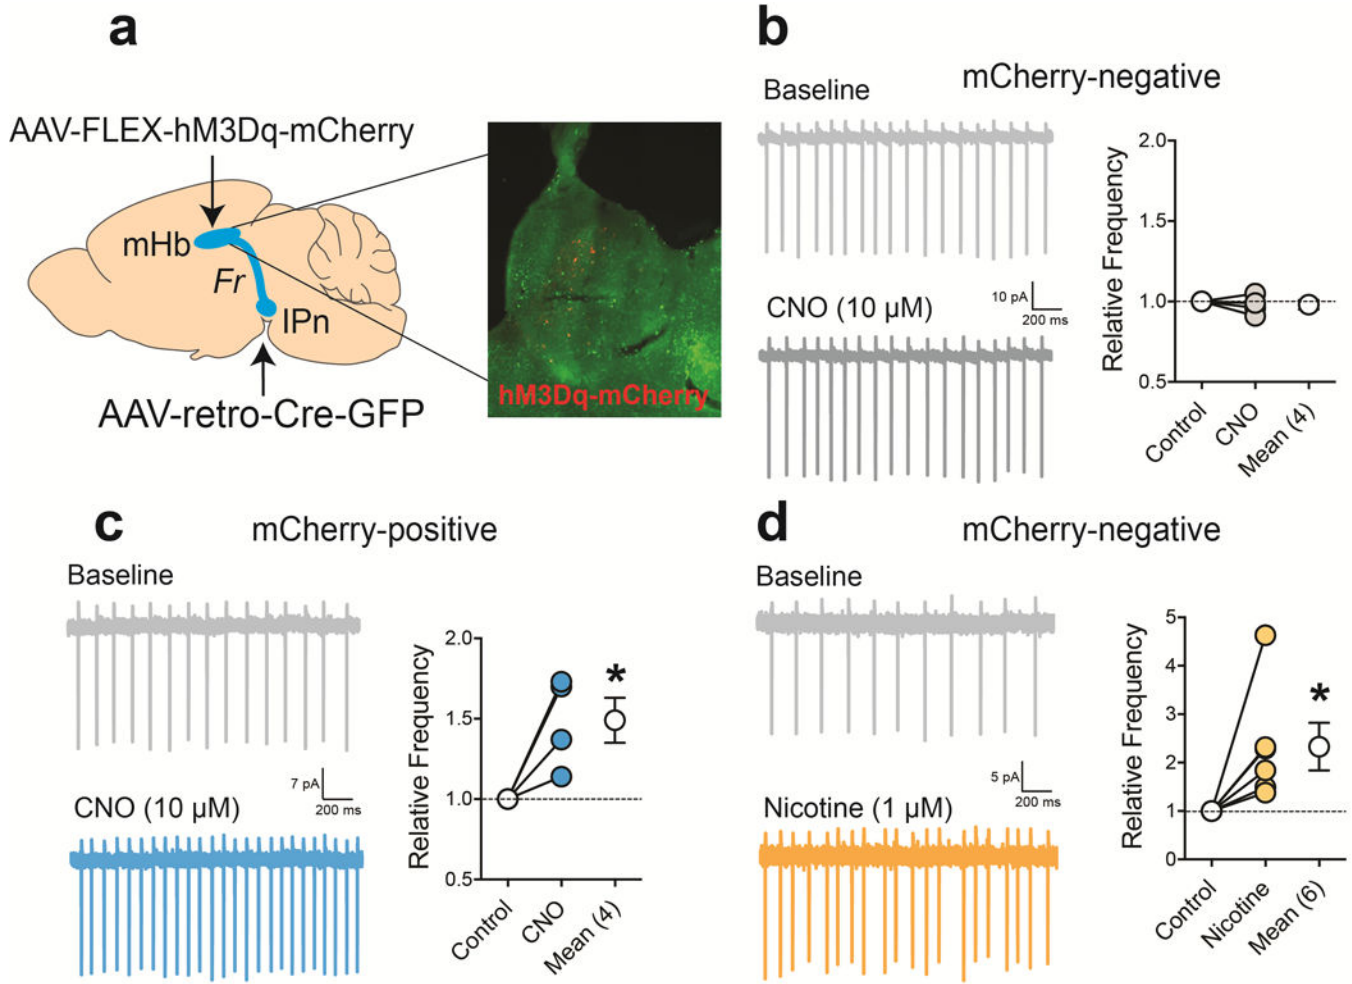 a
AAV-FLEX-hM3Dq-mCherry
mHb
Fr
IPn
AAV-retro-Cre-GFP
hM3Dq-mCherry
b
mCherry-negative
Baseline
10 pA
200 ms
CNO (10 µM)
Relative Frequency
2.0
1.5
1.0
0.5
Control
CNO
Mean (4)
c
mCherry-positive
Baseline
7 pA
200 ms
CNO (10 µM)
Relative Frequency
2.0
1.5
1.0
0.5
*
Control
CNO
Mean (4)
d
mCherry-negative
Baseline
5 pA
200 ms
Nicotine (1 µM)
Relative Frequency
5
4
3
2
1
0
*
Control
Nicotine
Mean (6)